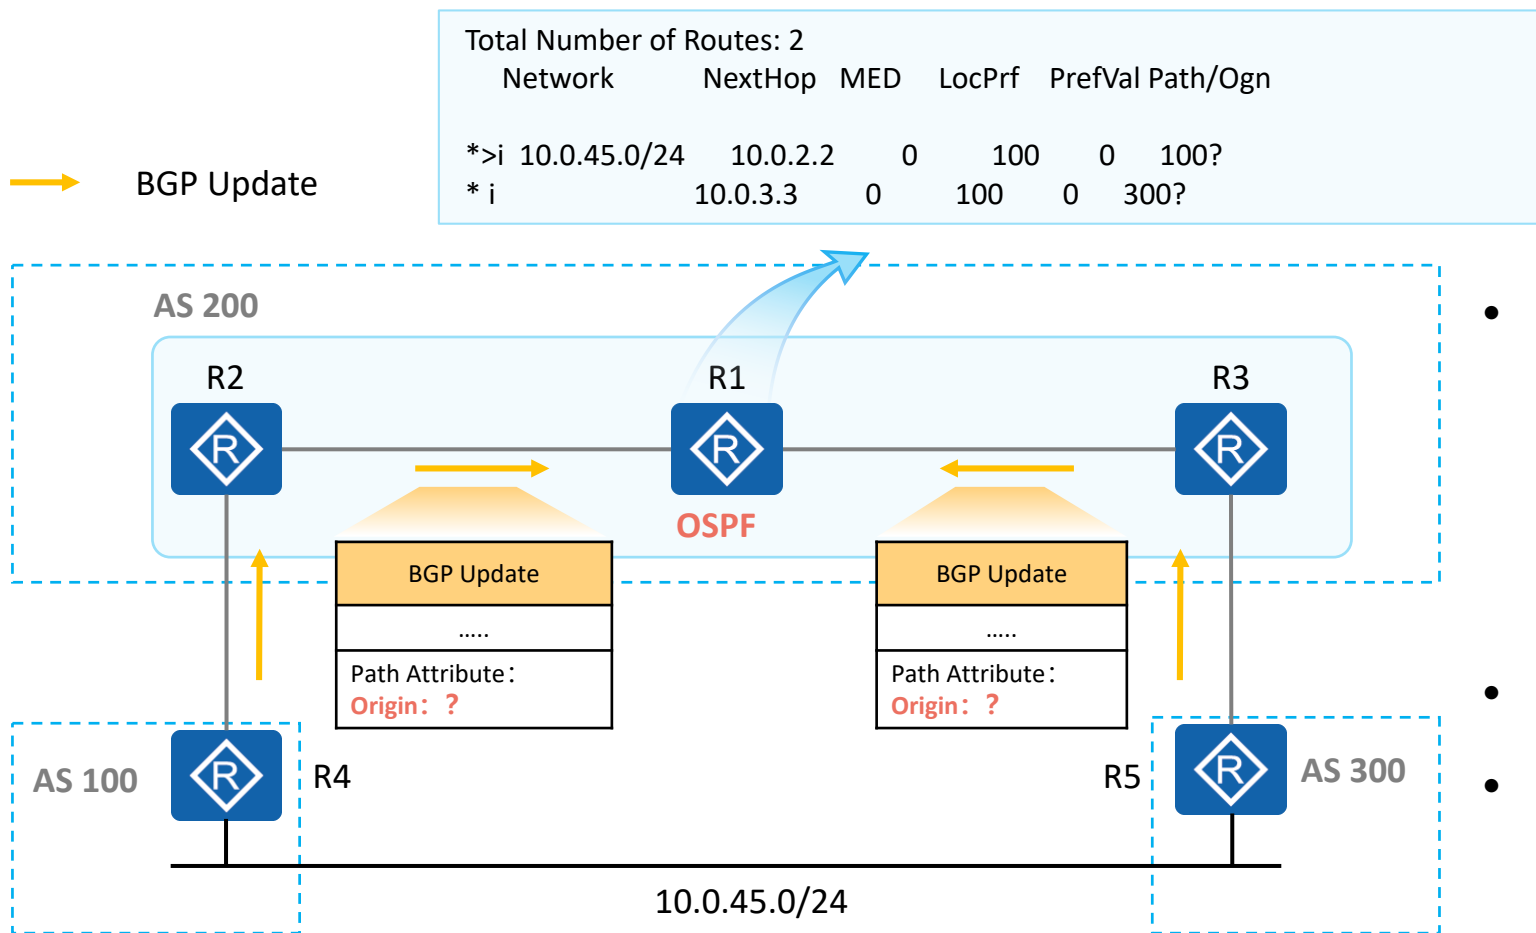 Total Number of Routes: 2
Network NextHop MED LocPrf PrefVal Path/Ogn
*>i 10.0.45.0/24 10.0.2.2 0 100 0 100?
* i 10.0.3.3 0 100 0 300?
BGP Update
AS 200
R2
R1
R3
R
R
R
OSPF
BGP Update
.....
Path Attribute：
Origin：？
BGP Update
.....
Path Attribute：
Origin：？
AS 100
R
R4
R5
R
AS 300
10.0.45.0/24